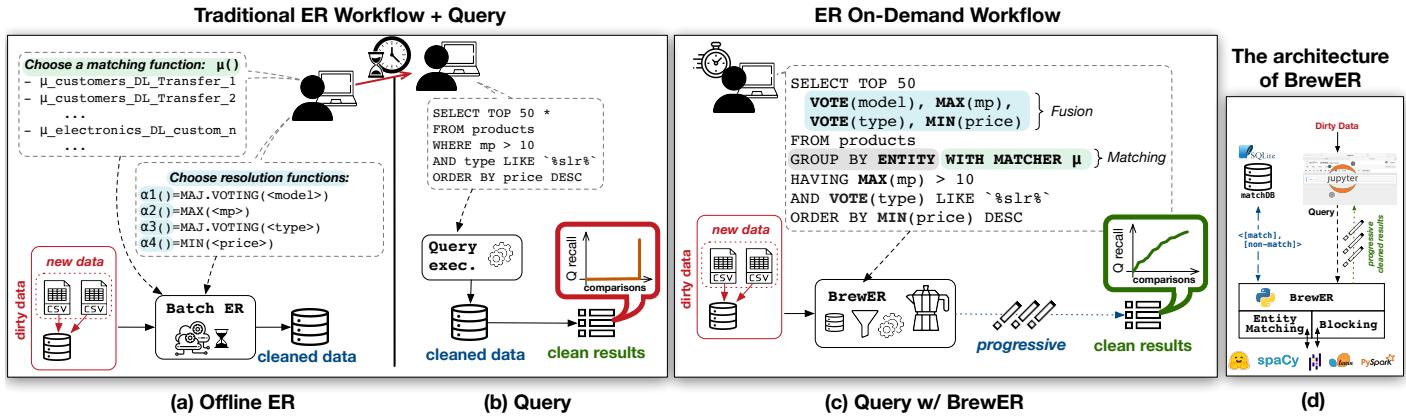 Traditional ER Workflow + Query
Choose a matching function: μ()
– μ_customers_DL_Transfer_1
– μ_customers_DL_Transfer_2
...
– μ_electronics_DL_custom_n
...
Choose resolution functions:
α1()=MAJ.VOTING(<model>)
α2()=MAX(<mp>)
α3()=MAJ.VOTING(<type>)
α4()=MIN(<price>)
dirty data
new data
CSV
CSV
Batch ER
cleaned data
(a) Offline ER
SELECT TOP 50 *
FROM products
WHERE mp > 10
AND type LIKE `%slr%`
ORDER BY price DESC
Query
exec.
cleaned data
Q recall
comparisons
clean results
(b) Query
ER On-Demand Workflow
SELECT TOP 50
VOTE(model), MAX(mp),
VOTE(type), MIN(price)
Fusion
FROM products
GROUP BY ENTITY WITH MATCHER μ
Matching
HAVING MAX(mp) > 10
AND VOTE(type) LIKE `%slr%`
ORDER BY MIN(price) DESC
dirty data
new data
CSV
CSV
BrewER
progressive
Q recall
comparisons
clean results
(c) Query w/ BrewER
The architecture
of BrewER
Dirty Data
SQLite
matchDB
jupyter
Query
<[match],
[non-match]>
progressive
cleaned results
BrewER
Entity
Matching
Blocking
spaCy
PySpark
(d)